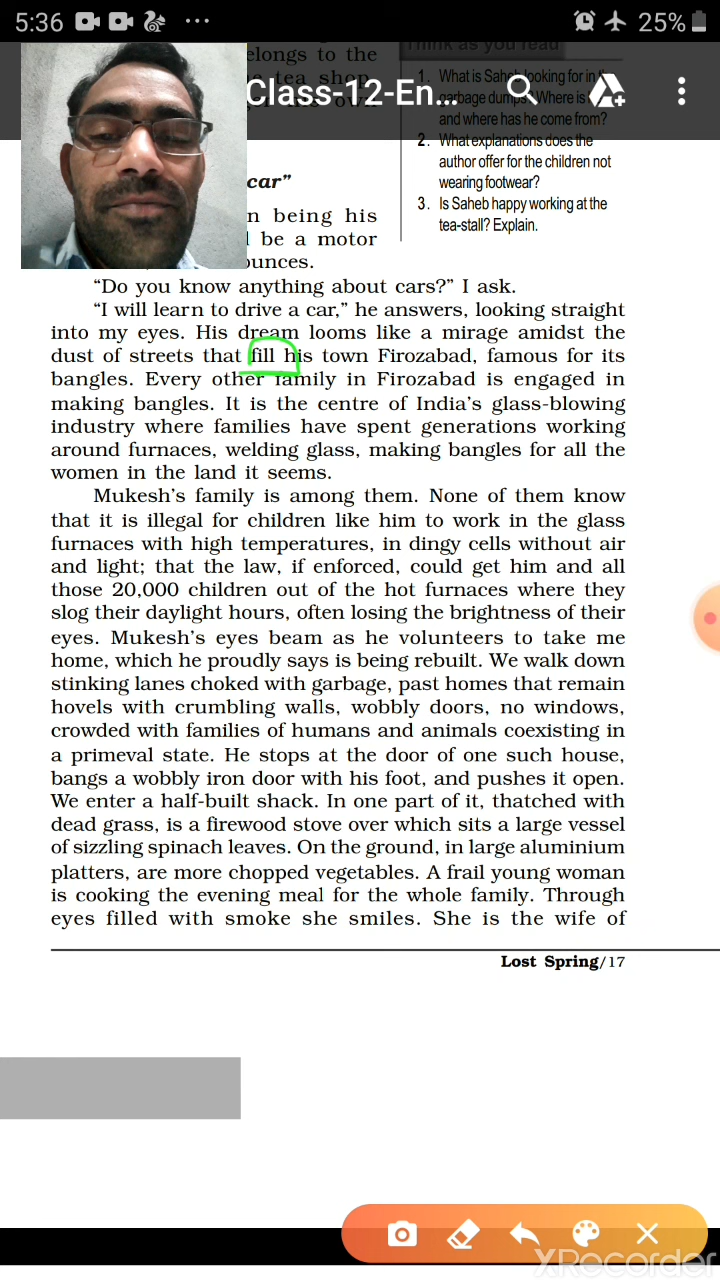 5:36
25%
elongs to the
Think as you read
tea shop
1. What is Saheb looking for in
Class-12-En...
garbage dumps? Where is
own
and where has he come from?
2. What explanations does the
author offer for the children not
wearing footwear?
car”
3. Is Saheb happy working at the
n being his
tea-stall? Explain.
be a motor
ounces.
“Do you know anything about cars?” I ask.
“I will learn to drive a car,” he answers, looking straight
into my eyes. His dream looms like a mirage amidst the
dust of streets that fill his town Firozabad, famous for its
bangles. Every other family in Firozabad is engaged in
making bangles. It is the centre of India’s glass-blowing
industry where families have spent generations working
around furnaces, welding glass, making bangles for all the
women in the land it seems.
Mukesh’s family is among them. None of them know
that it is illegal for children like him to work in the glass
furnaces with high temperatures, in dingy cells without air
and light; that the law, if enforced, could get him and all
those 20,000 children out of the hot furnaces where they
slog their daylight hours, often losing the brightness of their
eyes. Mukesh’s eyes beam as he volunteers to take me
home, which he proudly says is being rebuilt. We walk down
stinking lanes choked with garbage, past homes that remain
hovels with crumbling walls, wobbly doors, no windows,
crowded with families of humans and animals coexisting in
a primeval state. He stops at the door of one such house,
bangs a wobbly iron door with his foot, and pushes it open.
We enter a half-built shack. In one part of it, thatched with
dead grass, is a firewood stove over which sits a large vessel
of sizzling spinach leaves. On the ground, in large aluminium
platters, are more chopped vegetables. A frail young woman
is cooking the evening meal for the whole family. Through
eyes filled with smoke she smiles. She is the wife of
Lost Spring/17
XRecorder